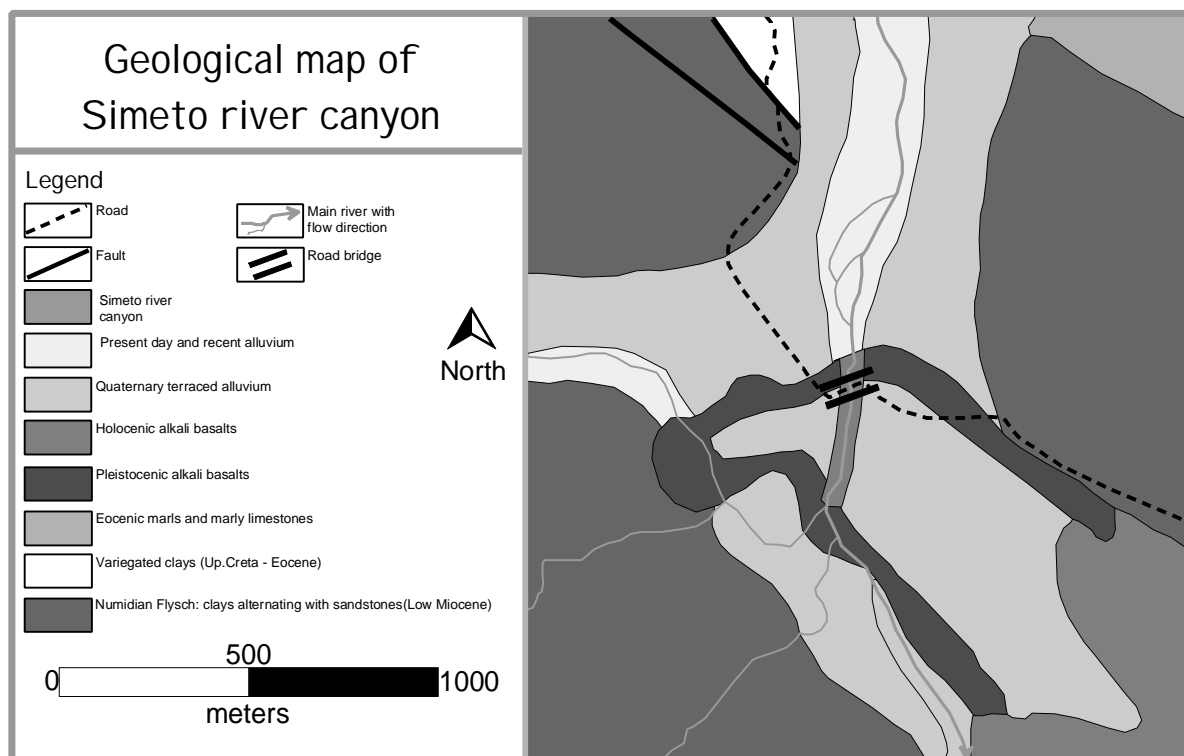 Geological map of
Simeto river canyon
Legend
Road
Main river with
flow direction
Fault
Road bridge
Simeto river
canyon
Present day and recent alluvium
North
Quaternary terraced alluvium
Holocenic alkali basalts
Pleistocenic alkali basalts
Eocenic marls and marly limestones
Variegated clays (Up.Creta - Eocene)
Numidian Flysch: clays alternating with sandstones(Low Miocene)
0 500 1000
meters